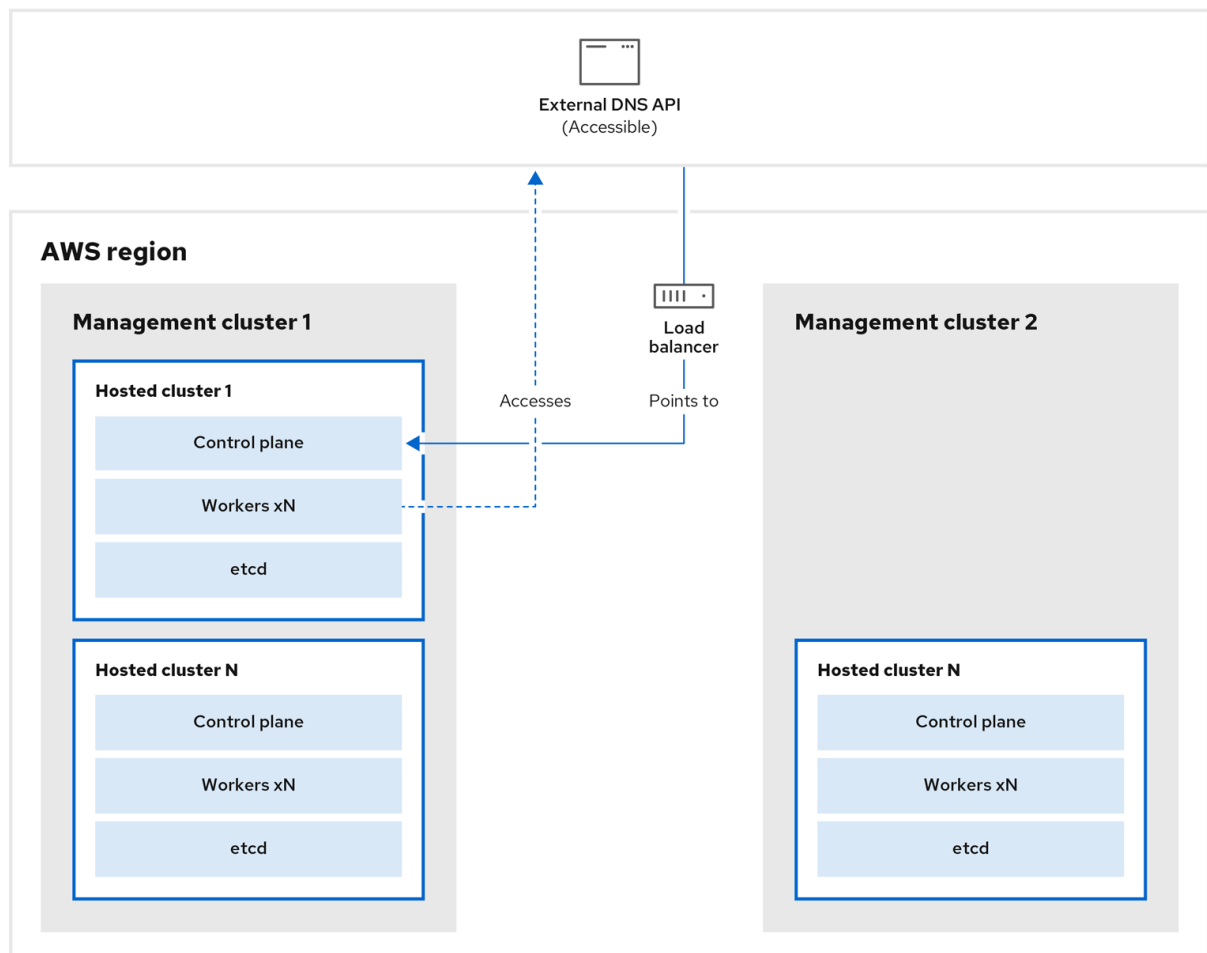 External DNS API
(Accessible)
AWS region
Management cluster 1
Hosted cluster 1
Control plane
Workers xN
etcd
Hosted cluster N
Control plane
Workers xN
etcd
Accesses
Load
balancer
Points to
Management cluster 2
Hosted cluster N
Control plane
Workers xN
etcd